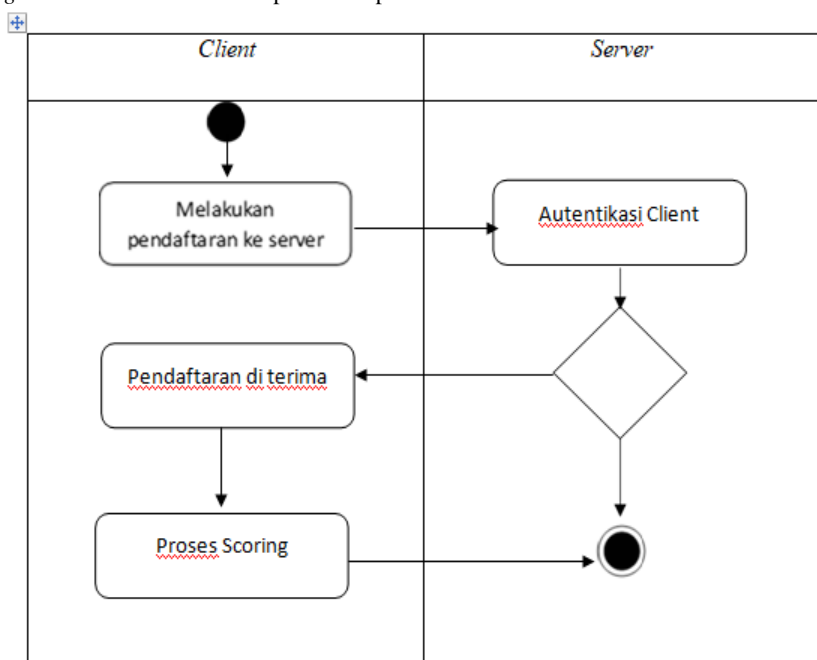 Client
Server
Melakukan
pendaftaran ke server
Autentikasi Client
Pendaftaran di terima
Proses Scoring